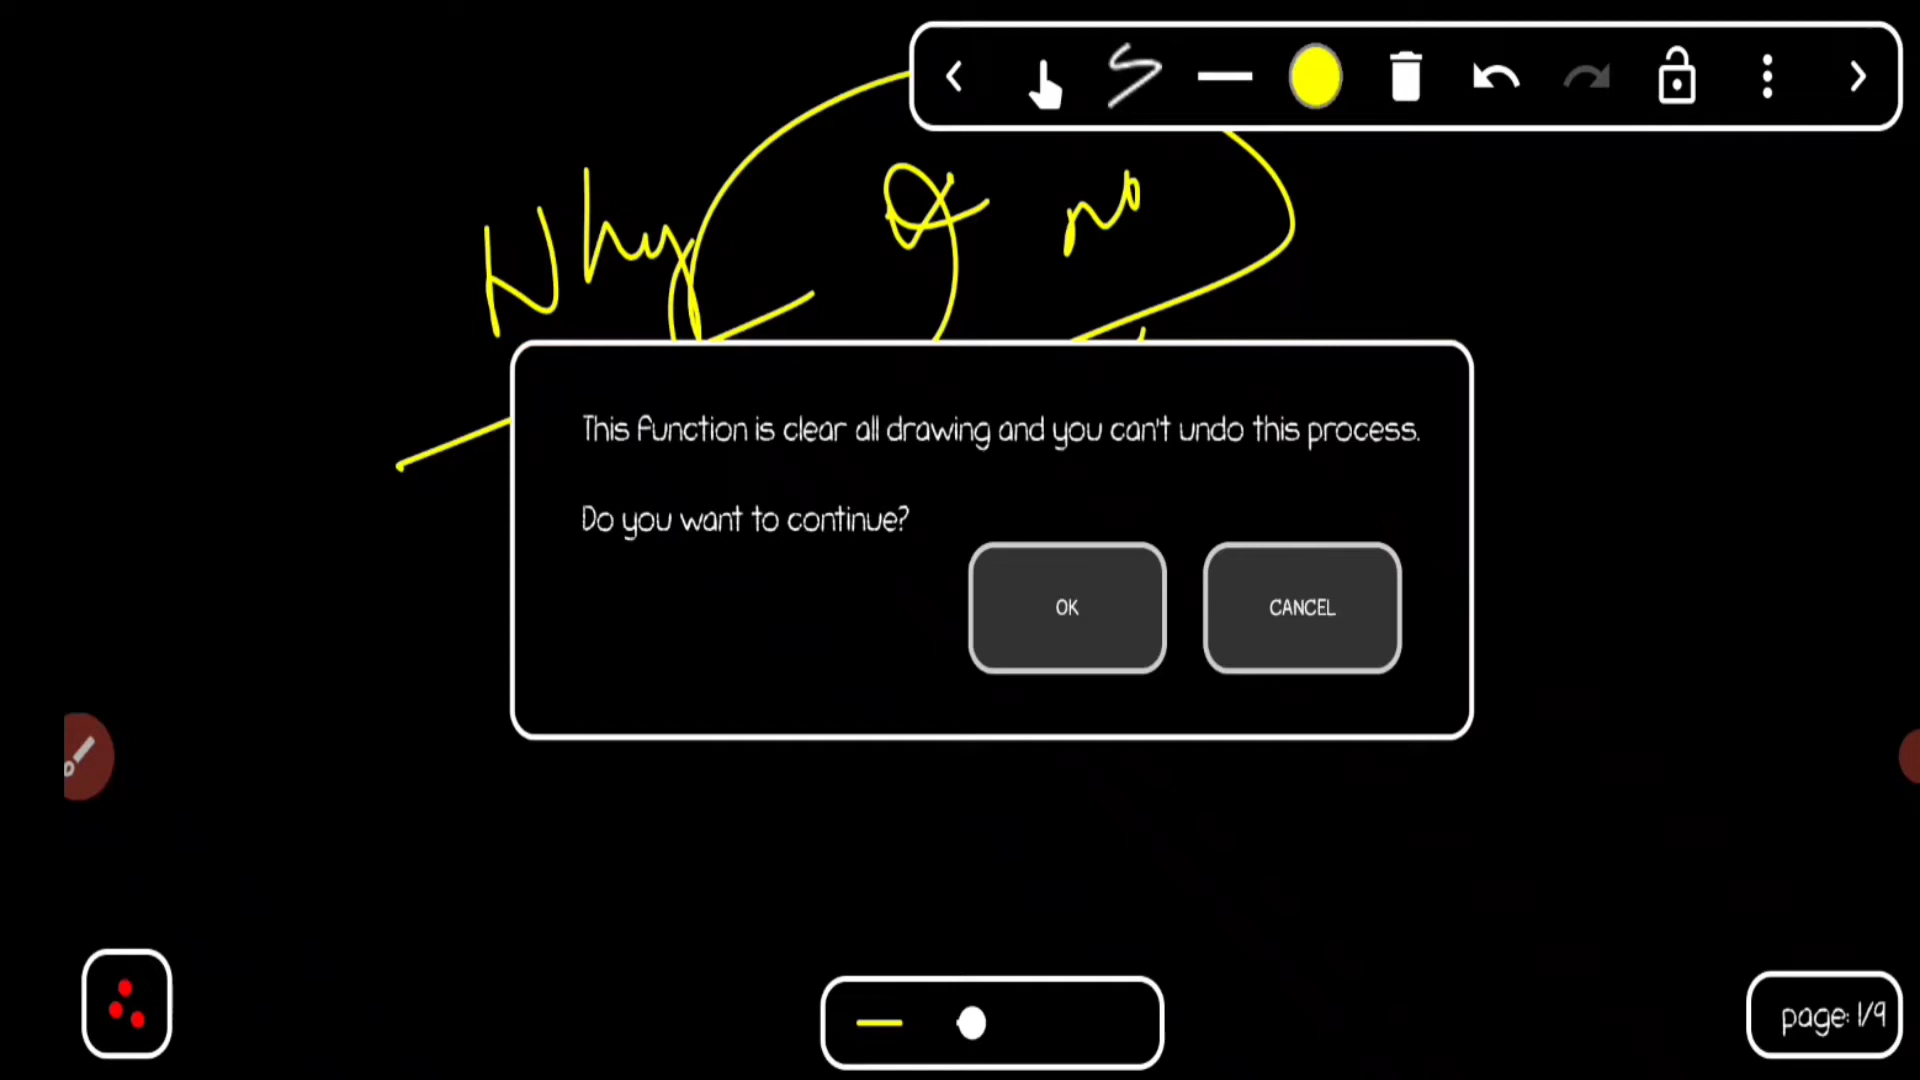 Why & no
This function is clear all drawing and you can't undo this process.
Do you want to continue?
OK CANCEL
page: 1/9